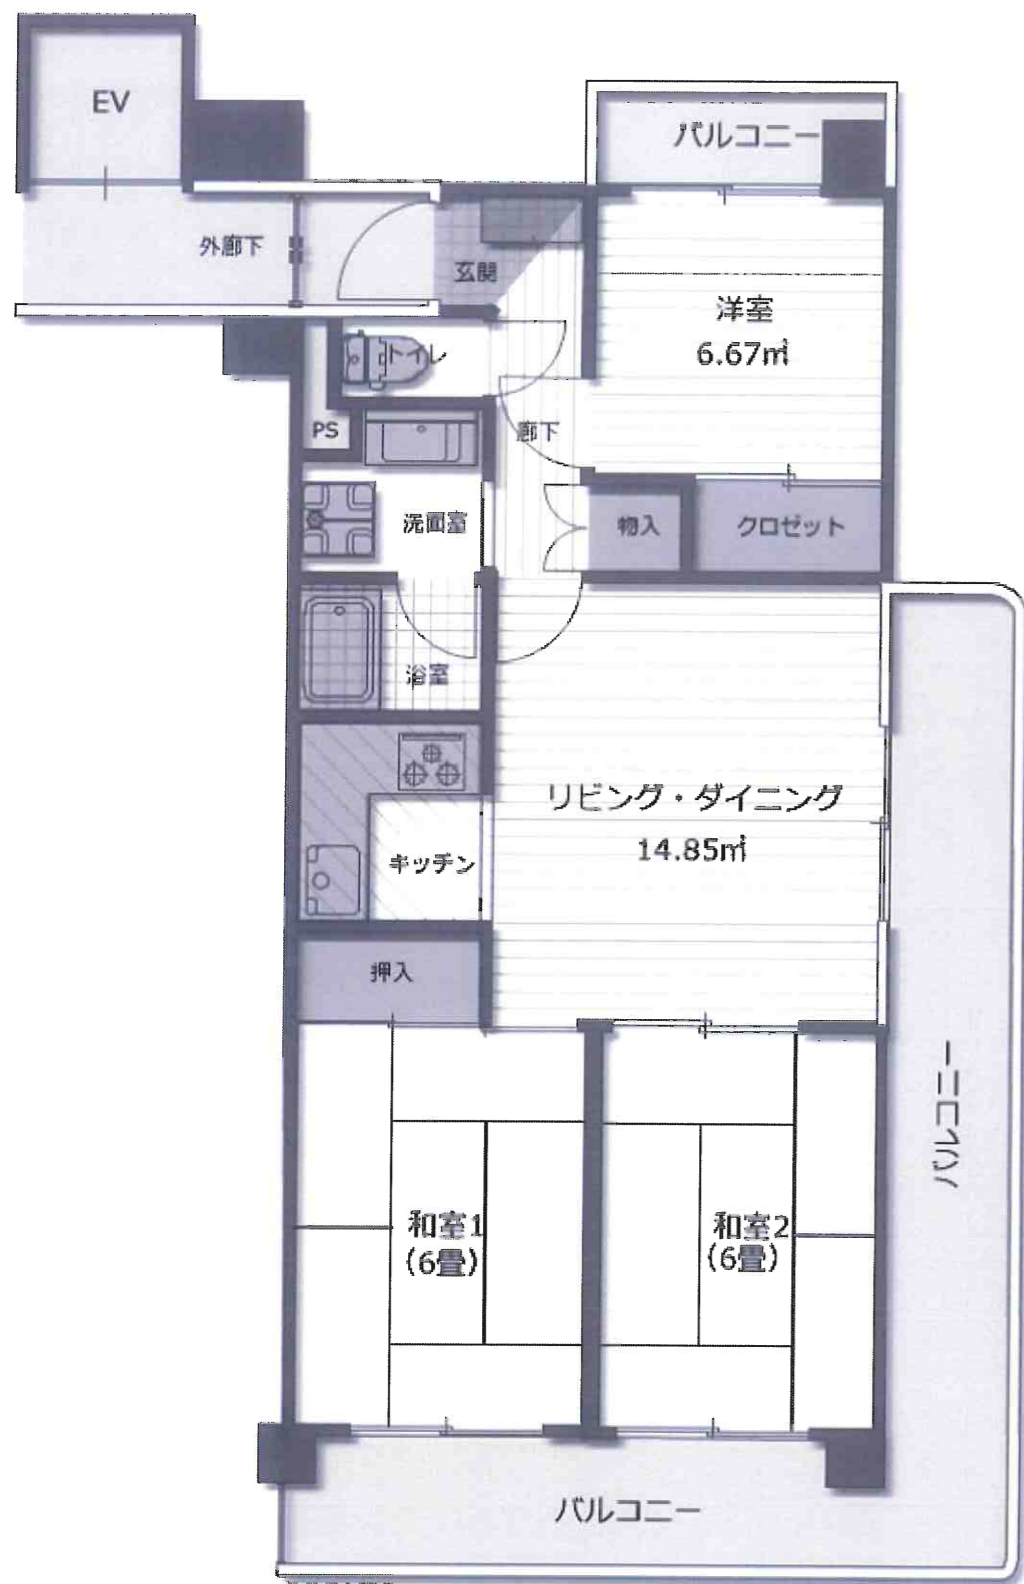 EV
バルコニー
外廊下
玄関
洋室
6.67㎡
トイレ
PS
廊下
洗面室
物入
クロゼット
浴室
リビング・ダイニング
14.85㎡
キッチン
押入
バルコニー
和室1
(6畳)
和室2
(6畳)
バルコニー